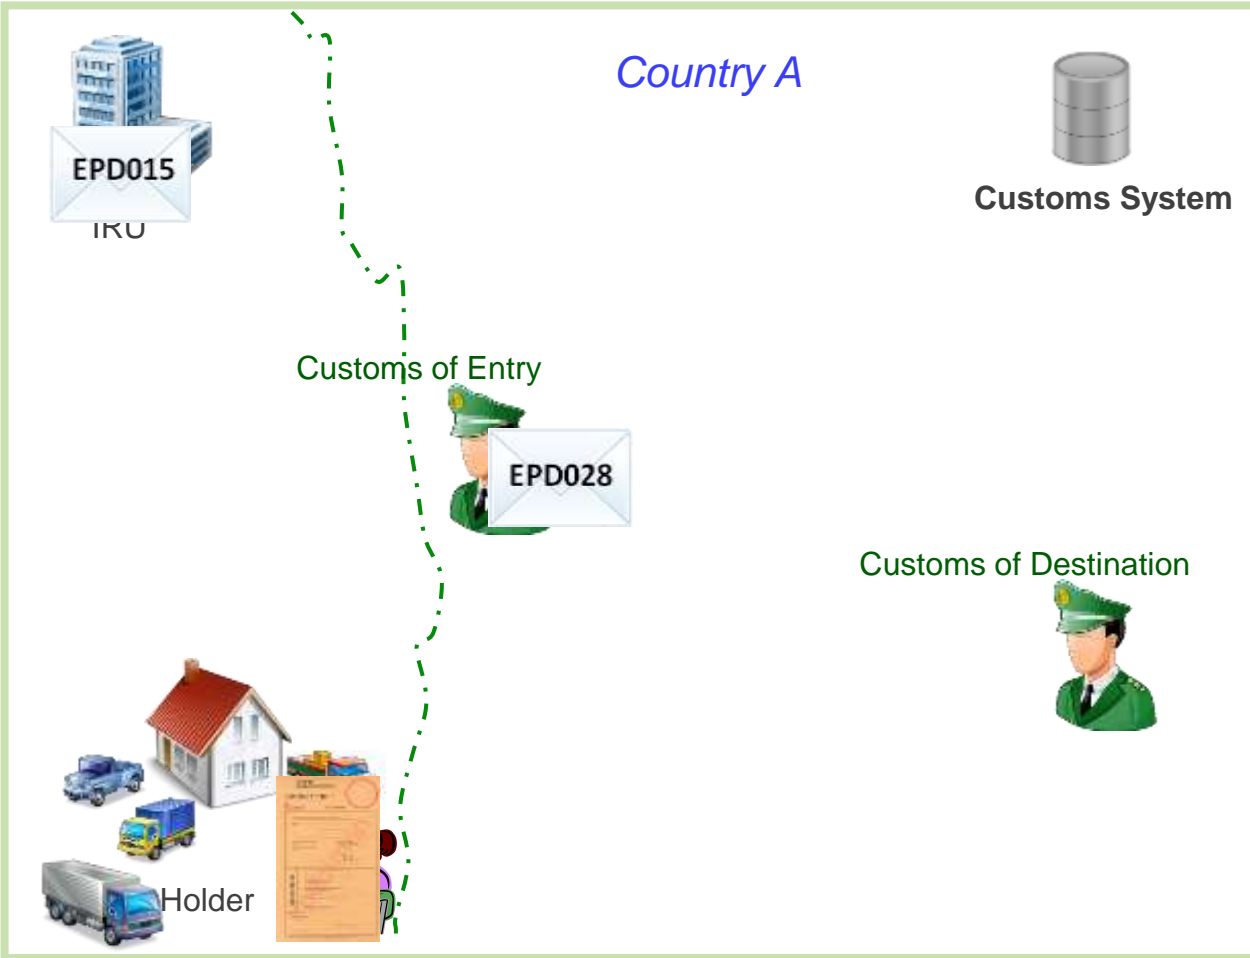 Country A
EPD015
IRU
Customs System
Customs of Entry
EPD028
Customs of Destination
Holder